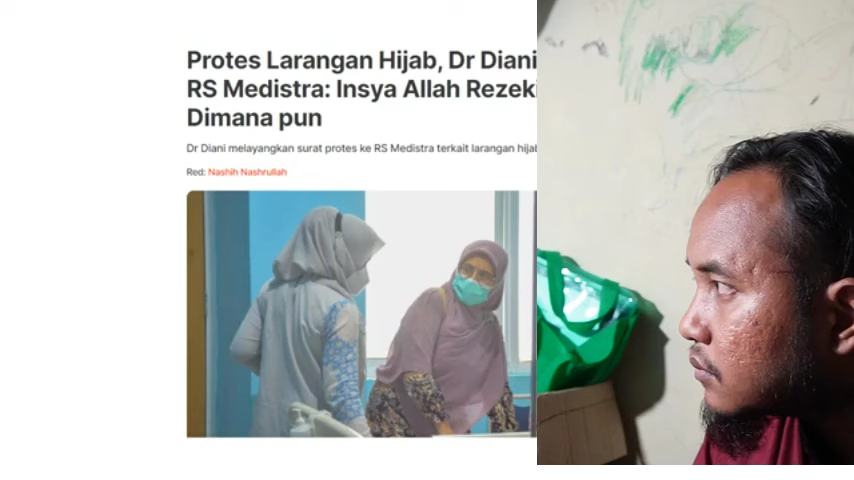 Protes Larangan Hijab, Dr Diani
RS Medistra: Insya Allah Rezeki
Dimana pun
Dr Diani melayangkan surat protes ke RS Medistra terkait larangan hijab
Red: Nashih Nashrullah